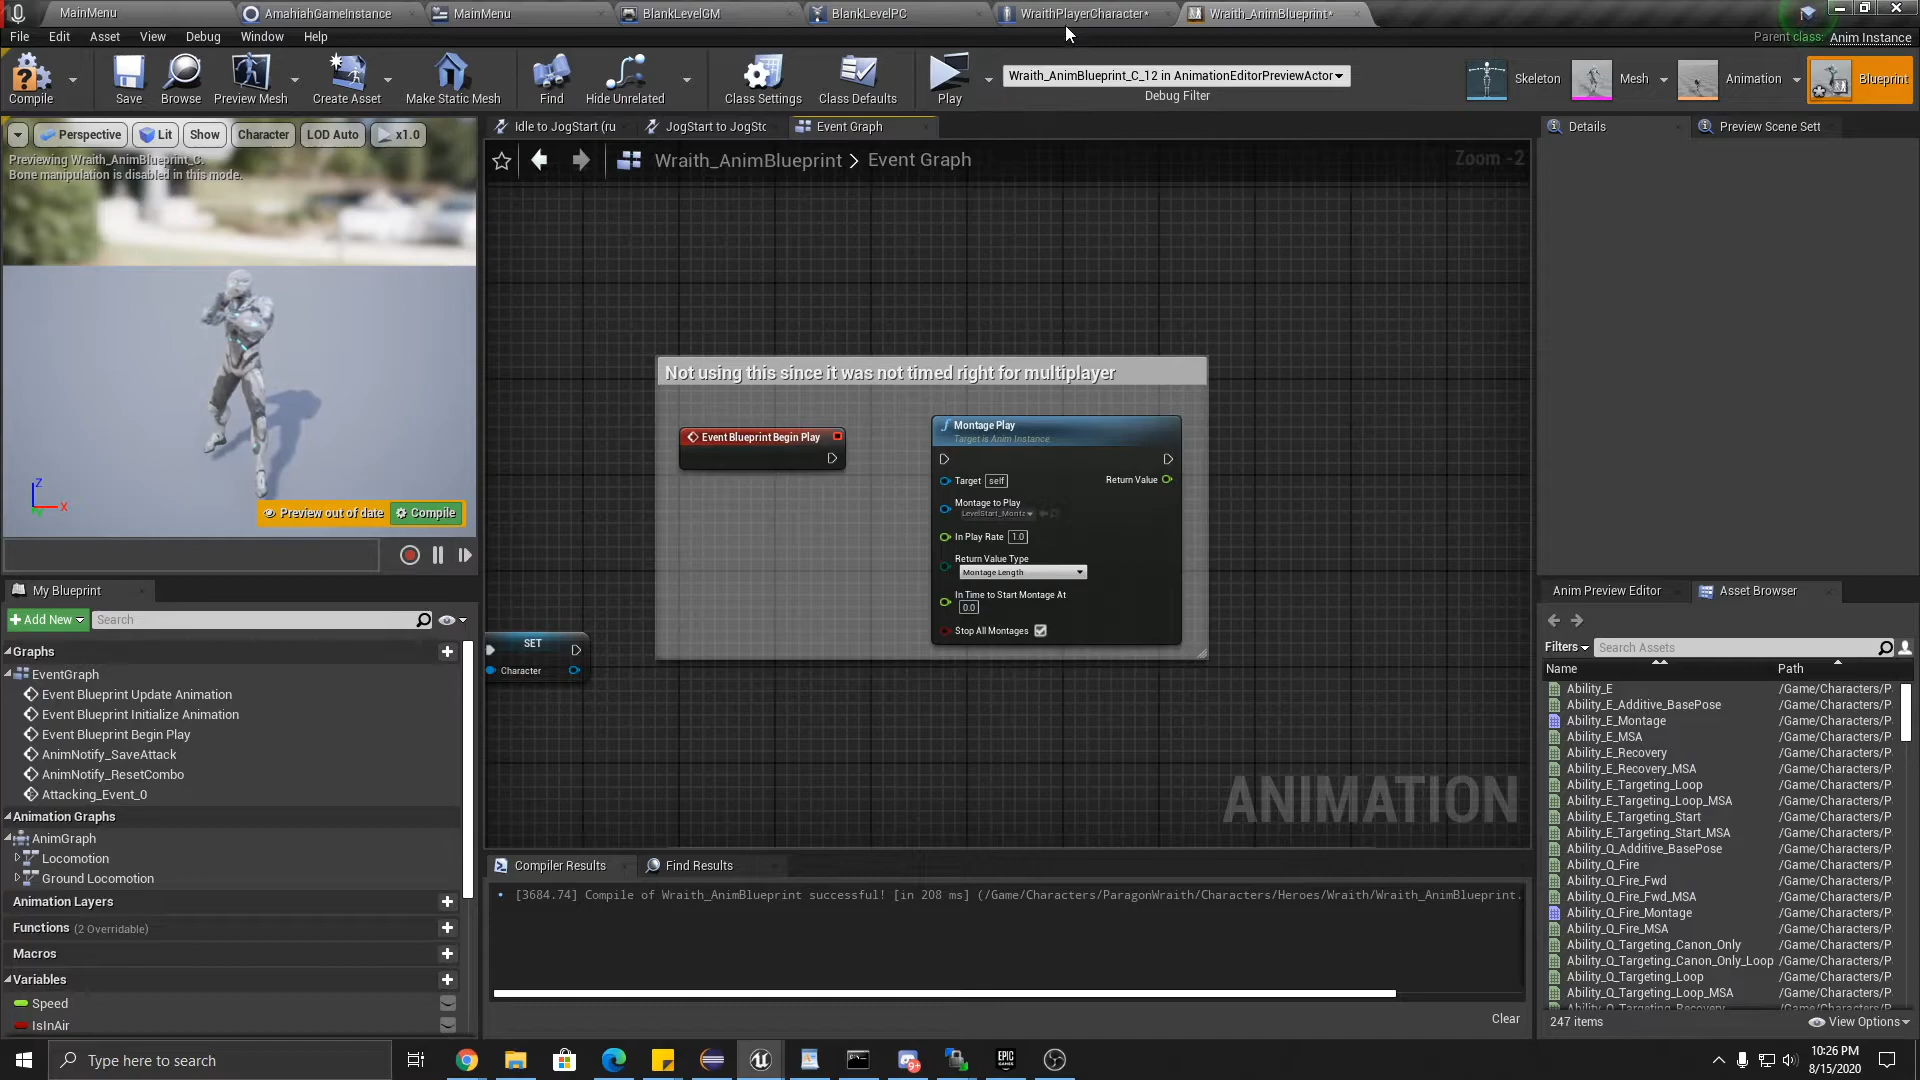 MainMenu
AmahiahGameInstance
MainMenu
BlankLevelGM
BlankLevelPC
WraithPlayerCharacter*
Wraith_AnimBlueprint*
File Edit Asset View Debug Window Help
Parent class: Anim Instance
Compile
Save
Browse
Preview Mesh
Create Asset
Make Static Mesh
Find
Hide Unrelated
Class Settings
Class Defaults
Play
Wraith_AnimBlueprint_C_12 in AnimationEditorPreviewActor
Debug Filter
Skeleton
Mesh
Animation
Blueprint
Perspective
Lit
Show
Character
LOD Auto
x1.0
Previewing Wraith_AnimBlueprint_C.
Bone manipulation is disabled in this mode.
Z
X
Preview out of date
Compile
Idle to JogStart (ru
JogStart to JogSto
Event Graph
Wraith_AnimBlueprint > Event Graph
Zoom -2
Not using this since it was not timed right for multiplayer
Event Blueprint Begin Play
Montage Play
Target is Anim Instance
Target self
Return Value
Montage to Play
In Play Rate 1.0
Return Value Type
Montage Length
In Time to Start Montage At
0.0
Stop All Montages
SET
Character
ANIMATION
Compiler Results
Find Results
[3684.74] Compile of Wraith_AnimBlueprint successful! [in 208 ms] (/Game/Characters/ParagonWraith/Characters/Heroes/Wraith/Wraith_AnimBlueprint.
Clear
My Blueprint
Add New
Search
Graphs
EventGraph
Event Blueprint Update Animation
Event Blueprint Initialize Animation
Event Blueprint Begin Play
AnimNotify_SaveAttack
AnimNotify_ResetCombo
Attacking_Event_0
Animation Graphs
AnimGraph
Locomotion
Ground Locomotion
Animation Layers
Functions (2 Overridable)
Macros
Variables
Speed
IsInAir
Details
Preview Scene Sett
Anim Preview Editor
Asset Browser
Filters
Search Assets
Name Path
Ability_E /Game/Characters/P
Ability_E_Additive_BasePose /Game/Characters/P
Ability_E_Montage /Game/Characters/P
Ability_E_MSA /Game/Characters/P
Ability_E_Recovery /Game/Characters/P
Ability_E_Recovery_MSA /Game/Characters/P
Ability_E_Targeting_Loop /Game/Characters/P
Ability_E_Targeting_Loop_MSA /Game/Characters/P
Ability_E_Targeting_Start /Game/Characters/P
Ability_E_Targeting_Start_MSA /Game/Characters/P
Ability_Q_Additive_BasePose /Game/Characters/P
Ability_Q_Fire /Game/Characters/P
Ability_Q_Fire_Fwd /Game/Characters/P
Ability_Q_Fire_Fwd_MSA /Game/Characters/P
Ability_Q_Fire_Montage /Game/Characters/P
Ability_Q_Fire_MSA /Game/Characters/P
Ability_Q_Targeting_Canon_Only /Game/Characters/P
Ability_Q_Targeting_Canon_Only_Loop /Game/Characters/P
Ability_Q_Targeting_Loop /Game/Characters/P
Ability_Q_Targeting_Loop_MSA /Game/Characters/P
247 items
View Options
Type here to search
EPIC GAMES
10:26 PM
8/15/2020